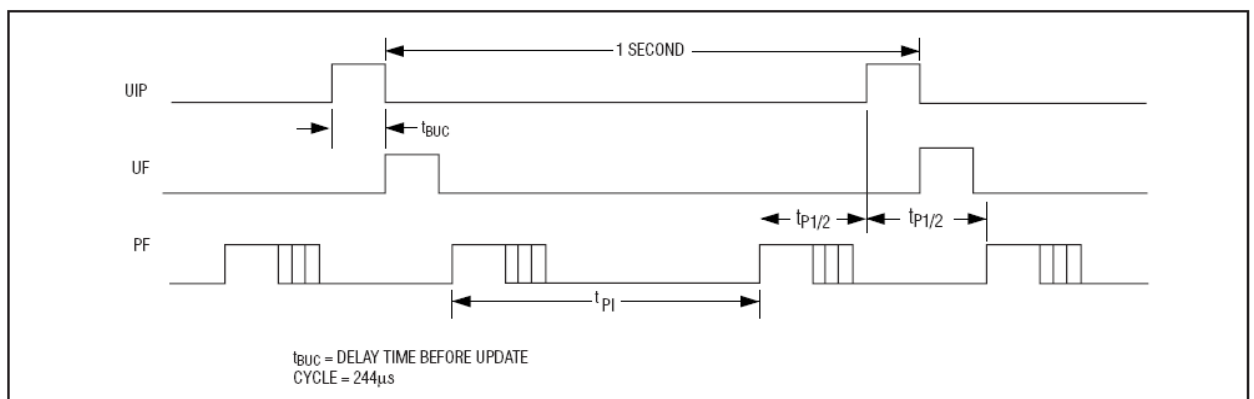 1 SECOND
UIP
tBUC
UF
tP1/2 tP1/2
PF
tPI
tBUC = DELAY TIME BEFORE UPDATE
CYCLE = 244µs